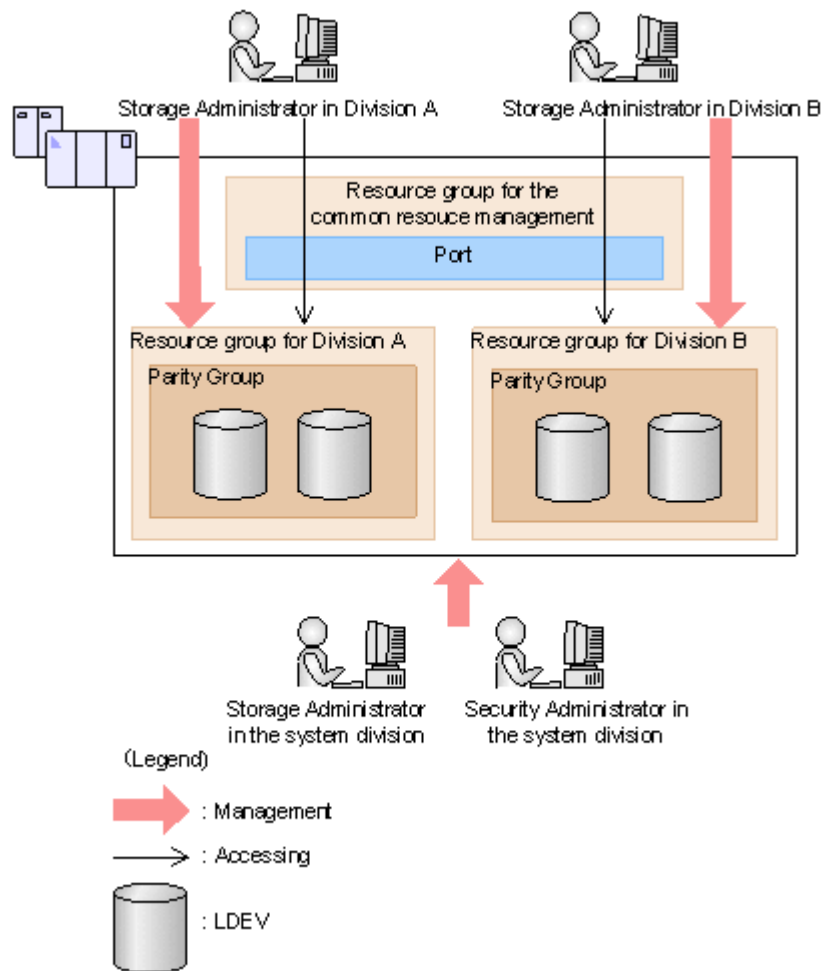 Storage Administrator in Division A
Storage Administrator in Division B
Resource group for the
common resouce management
Port
Resource group for Division A
Parity Group
Resource group for Division B
Parity Group
Storage Administrator
in the system division
Security Administrator in
the system division
(Legend)
: Management
: Accessing
: LDEV